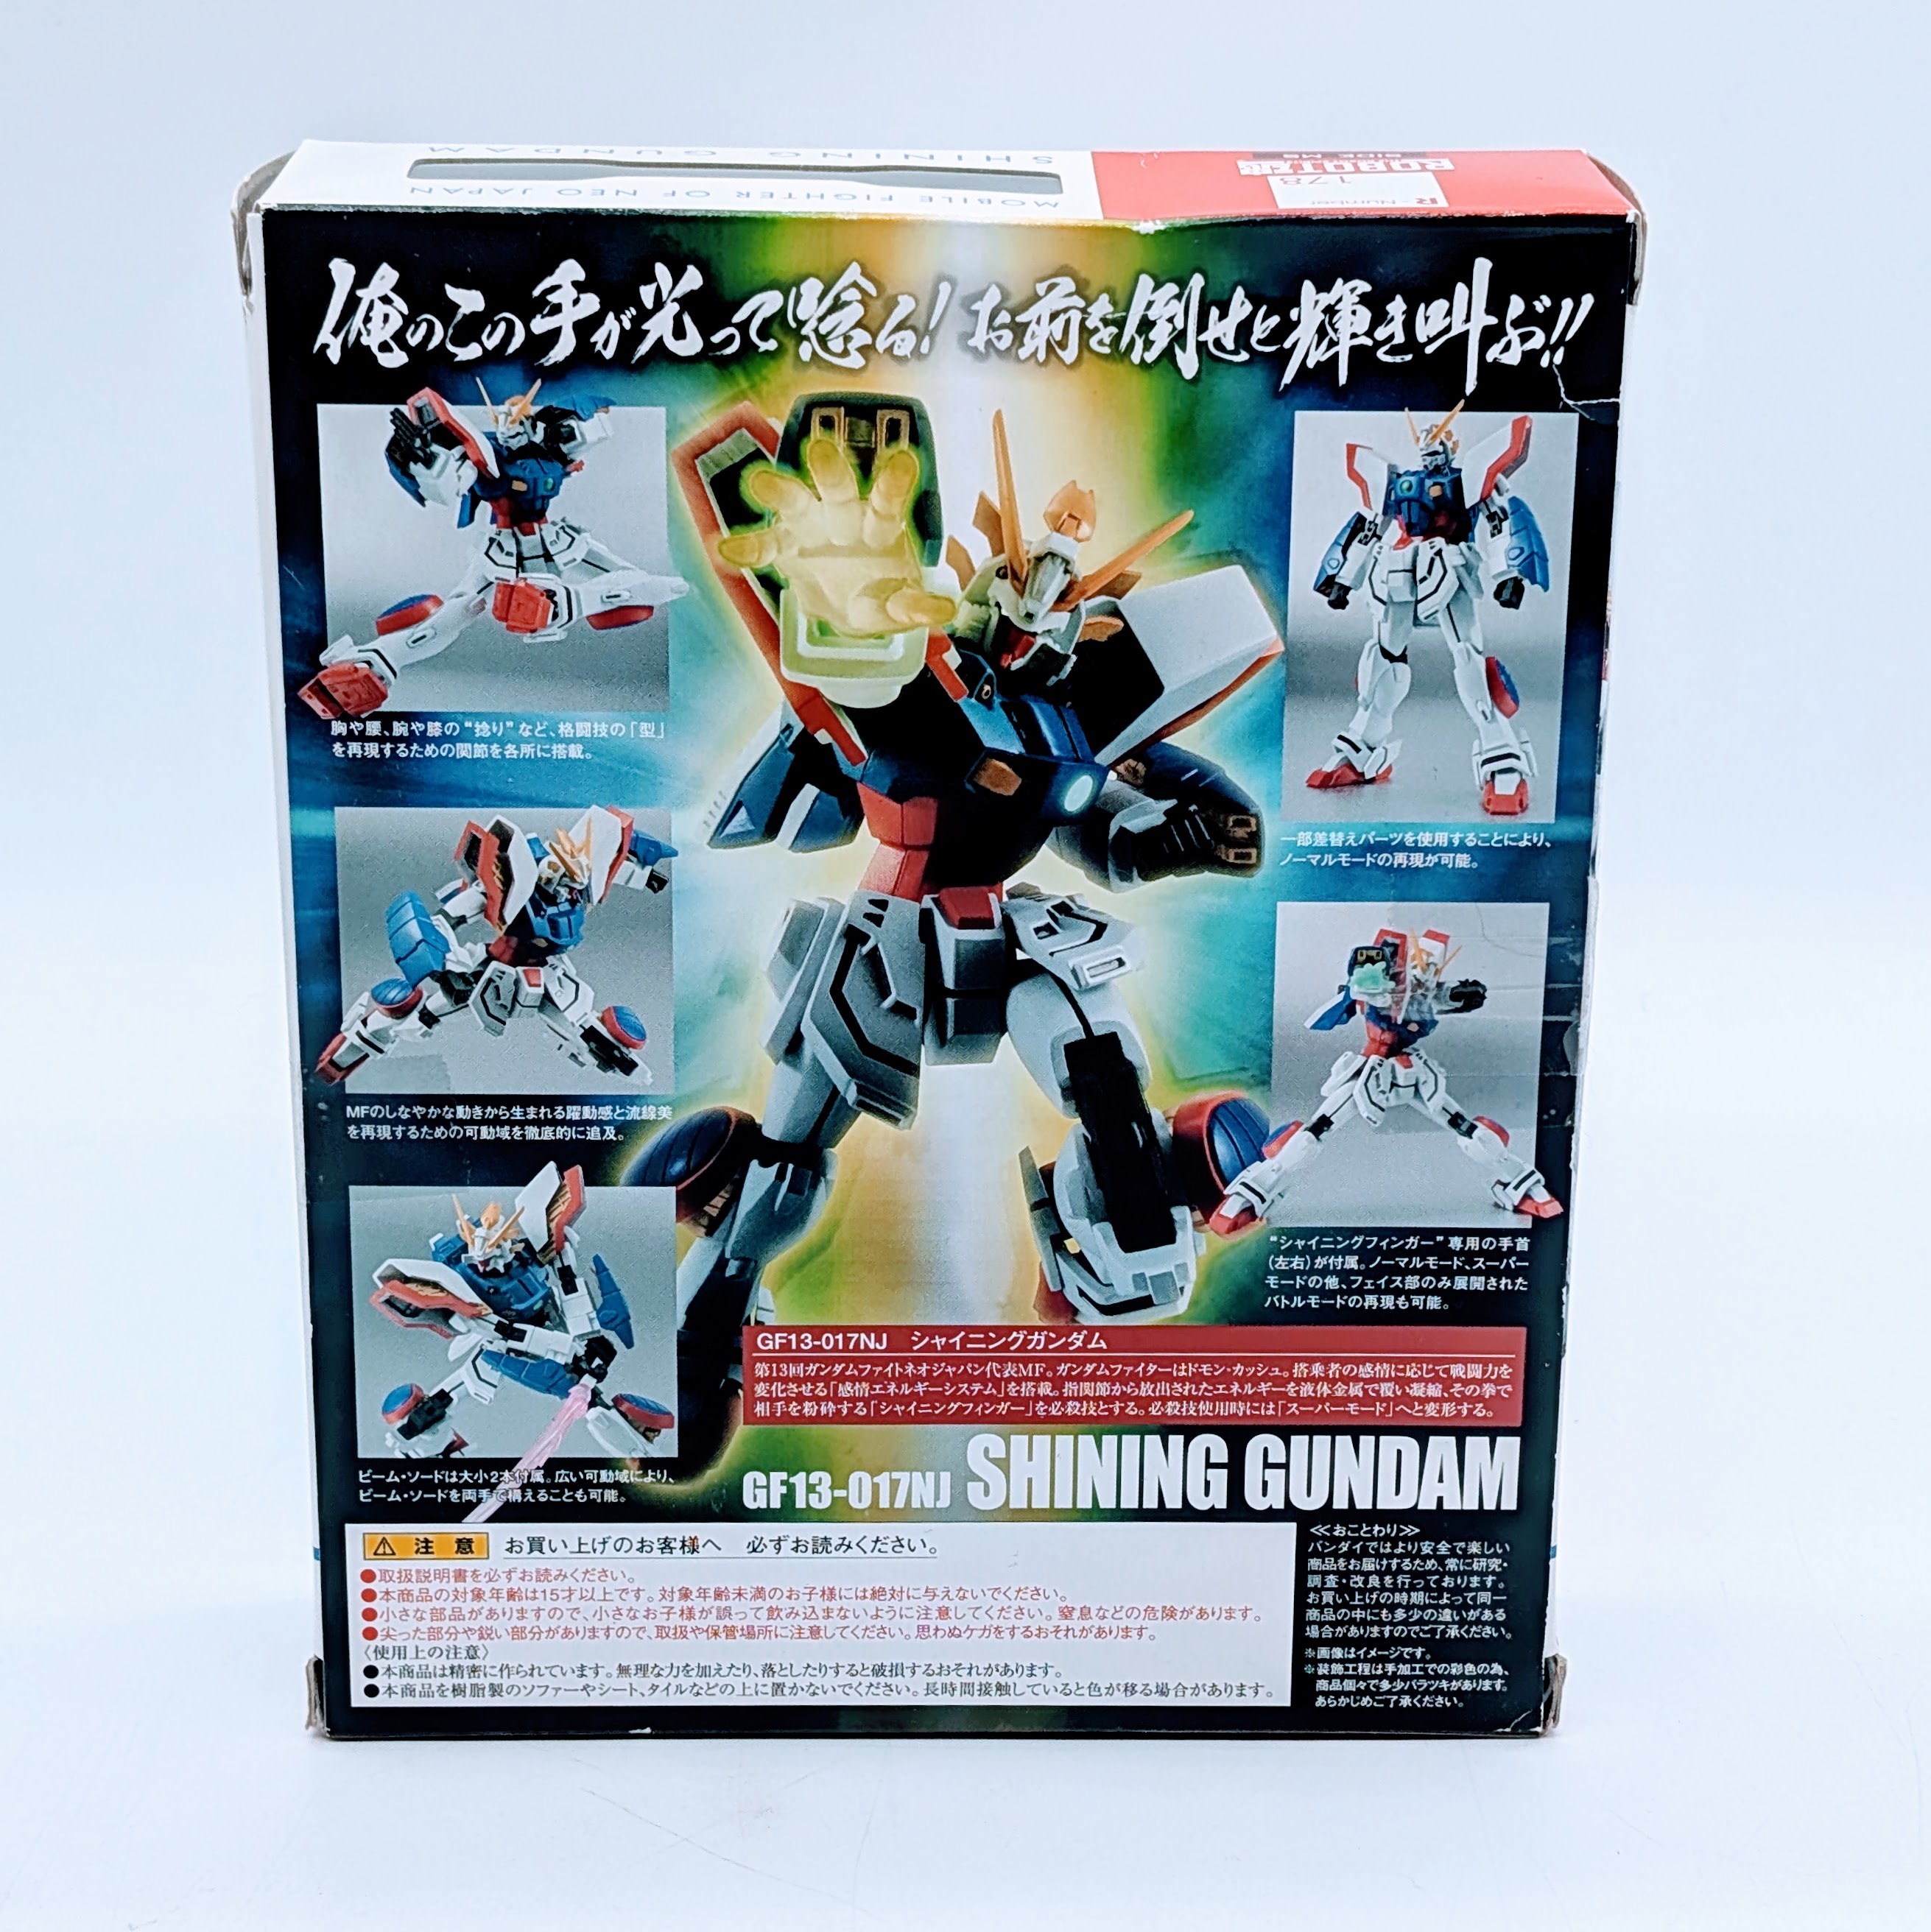 SHINING GUNDAM
MOBILE FIGHTER OF NEO JAPAN
SIDE MS
ROBOT魂
R-Number
178
俺のこの手が光って唸る!お前を倒せと輝き叫ぶ!!
胸や腰、腕や膝の“捻り”など、格闘技の「型」
を再現するための関節を各所に搭載。
一部差替えパーツを使用することにより、
ノーマルモードの再現が可能。
MFのしなやかな動きから生まれる躍動感と流線美
を再現するための可動域を徹底的に追及。
“シャイニングフィンガー”専用の手首
(左右)が付属。ノーマルモード、スーパー
モードの他、フェイス部のみ展開された
バトルモードの再現も可能。
ビーム・ソードは大小2本付属。広い可動域により、
ビーム・ソードを両手で構えることも可能。
GF13-017NJ シャイニングガンダム
第13回ガンダムファイトネオジャパン代表MF。ガンダムファイターはドモン・カッシュ。搭乗者の感情に応じて戦闘力を
変化させる「感情エネルギーシステム」を搭載。指関節から放出されたエネルギーを液体金属で覆い凝縮、その拳で
相手を粉砕する「シャイニングフィンガー」を必殺技とする。必殺技使用時には「スーパーモード」へと変形する。
GF13-017NJ SHINING GUNDAM
⚠注意 お買い上げのお客様へ 必ずお読みください。
●取扱説明書を必ずお読みください。
●本商品の対象年齢は15才以上です。対象年齢未満のお子様には絶対に与えないでください。
●小さな部品がありますので、小さなお子様が誤って飲み込まないように注意してください。窒息などの危険があります。
●尖った部分や鋭い部分がありますので、取扱や保管場所に注意してください。思わぬケガをするおそれがあります。
〈使用上の注意〉
●本商品は精密に作られています。無理な力を加えたり、落としたりすると破損するおそれがあります。
●本商品を樹脂製のソファーやシート、タイルなどの上に置かないでください。長時間接触していると色が移る場合があります。
≪おことわり≫
バンダイではより安全で楽しい
商品をお届けするため、常に研究・
調査・改良を行っております。
お買い上げの時期によって同一
商品の中にも多少の違いがある
場合がありますのでご了承ください。
※画像はイメージです。
※装飾工程は手加工での彩色の為、
商品個々で多少バラツキがあります。
あらかじめご了承ください。